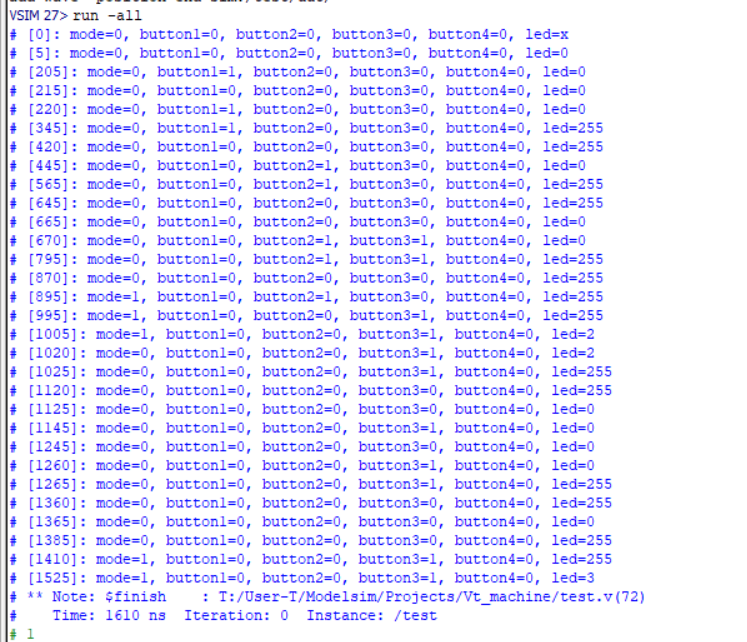 VSIM 27> run -all
# [0]: mode=0, button1=0, button2=0, button3=0, button4=0, led=x
# [5]: mode=0, button1=0, button2=0, button3=0, button4=0, led=0
# [205]: mode=0, button1=1, button2=0, button3=0, button4=0, led=0
# [215]: mode=0, button1=0, button2=0, button3=0, button4=0, led=0
# [220]: mode=0, button1=1, button2=0, button3=0, button4=0, led=0
# [345]: mode=0, button1=1, button2=0, button3=0, button4=0, led=255
# [420]: mode=0, button1=0, button2=0, button3=0, button4=0, led=255
# [445]: mode=0, button1=0, button2=1, button3=0, button4=0, led=0
# [565]: mode=0, button1=0, button2=1, button3=0, button4=0, led=255
# [645]: mode=0, button1=0, button2=0, button3=0, button4=0, led=255
# [665]: mode=0, button1=0, button2=0, button3=0, button4=0, led=0
# [670]: mode=0, button1=0, button2=1, button3=1, button4=0, led=0
# [795]: mode=0, button1=0, button2=1, button3=1, button4=0, led=255
# [870]: mode=0, button1=0, button2=0, button3=0, button4=0, led=255
# [895]: mode=1, button1=0, button2=1, button3=1, button4=0, led=255
# [995]: mode=1, button1=0, button2=0, button3=1, button4=0, led=255
# [1005]: mode=1, button1=0, button2=0, button3=1, button4=0, led=2
# [1020]: mode=0, button1=0, button2=0, button3=1, button4=0, led=2
# [1025]: mode=0, button1=0, button2=0, button3=1, button4=0, led=255
# [1120]: mode=0, button1=0, button2=0, button3=0, button4=0, led=255
# [1125]: mode=0, button1=0, button2=0, button3=0, button4=0, led=0
# [1145]: mode=0, button1=0, button2=0, button3=1, button4=0, led=0
# [1245]: mode=0, button1=0, button2=0, button3=0, button4=0, led=0
# [1260]: mode=0, button1=0, button2=0, button3=1, button4=0, led=0
# [1265]: mode=0, button1=0, button2=0, button3=1, button4=0, led=255
# [1360]: mode=0, button1=0, button2=0, button3=0, button4=0, led=255
# [1365]: mode=0, button1=0, button2=0, button3=0, button4=0, led=0
# [1385]: mode=0, button1=0, button2=0, button3=0, button4=0, led=255
# [1410]: mode=1, button1=0, button2=0, button3=1, button4=0, led=255
# [1525]: mode=1, button1=0, button2=0, button3=1, button4=0, led=3
# ** Note: $finish    : T:/User-T/Modelsim/Projects/Vt_machine/test.v(72)
#    Time: 1610 ns  Iteration: 0  Instance: /test
# 1